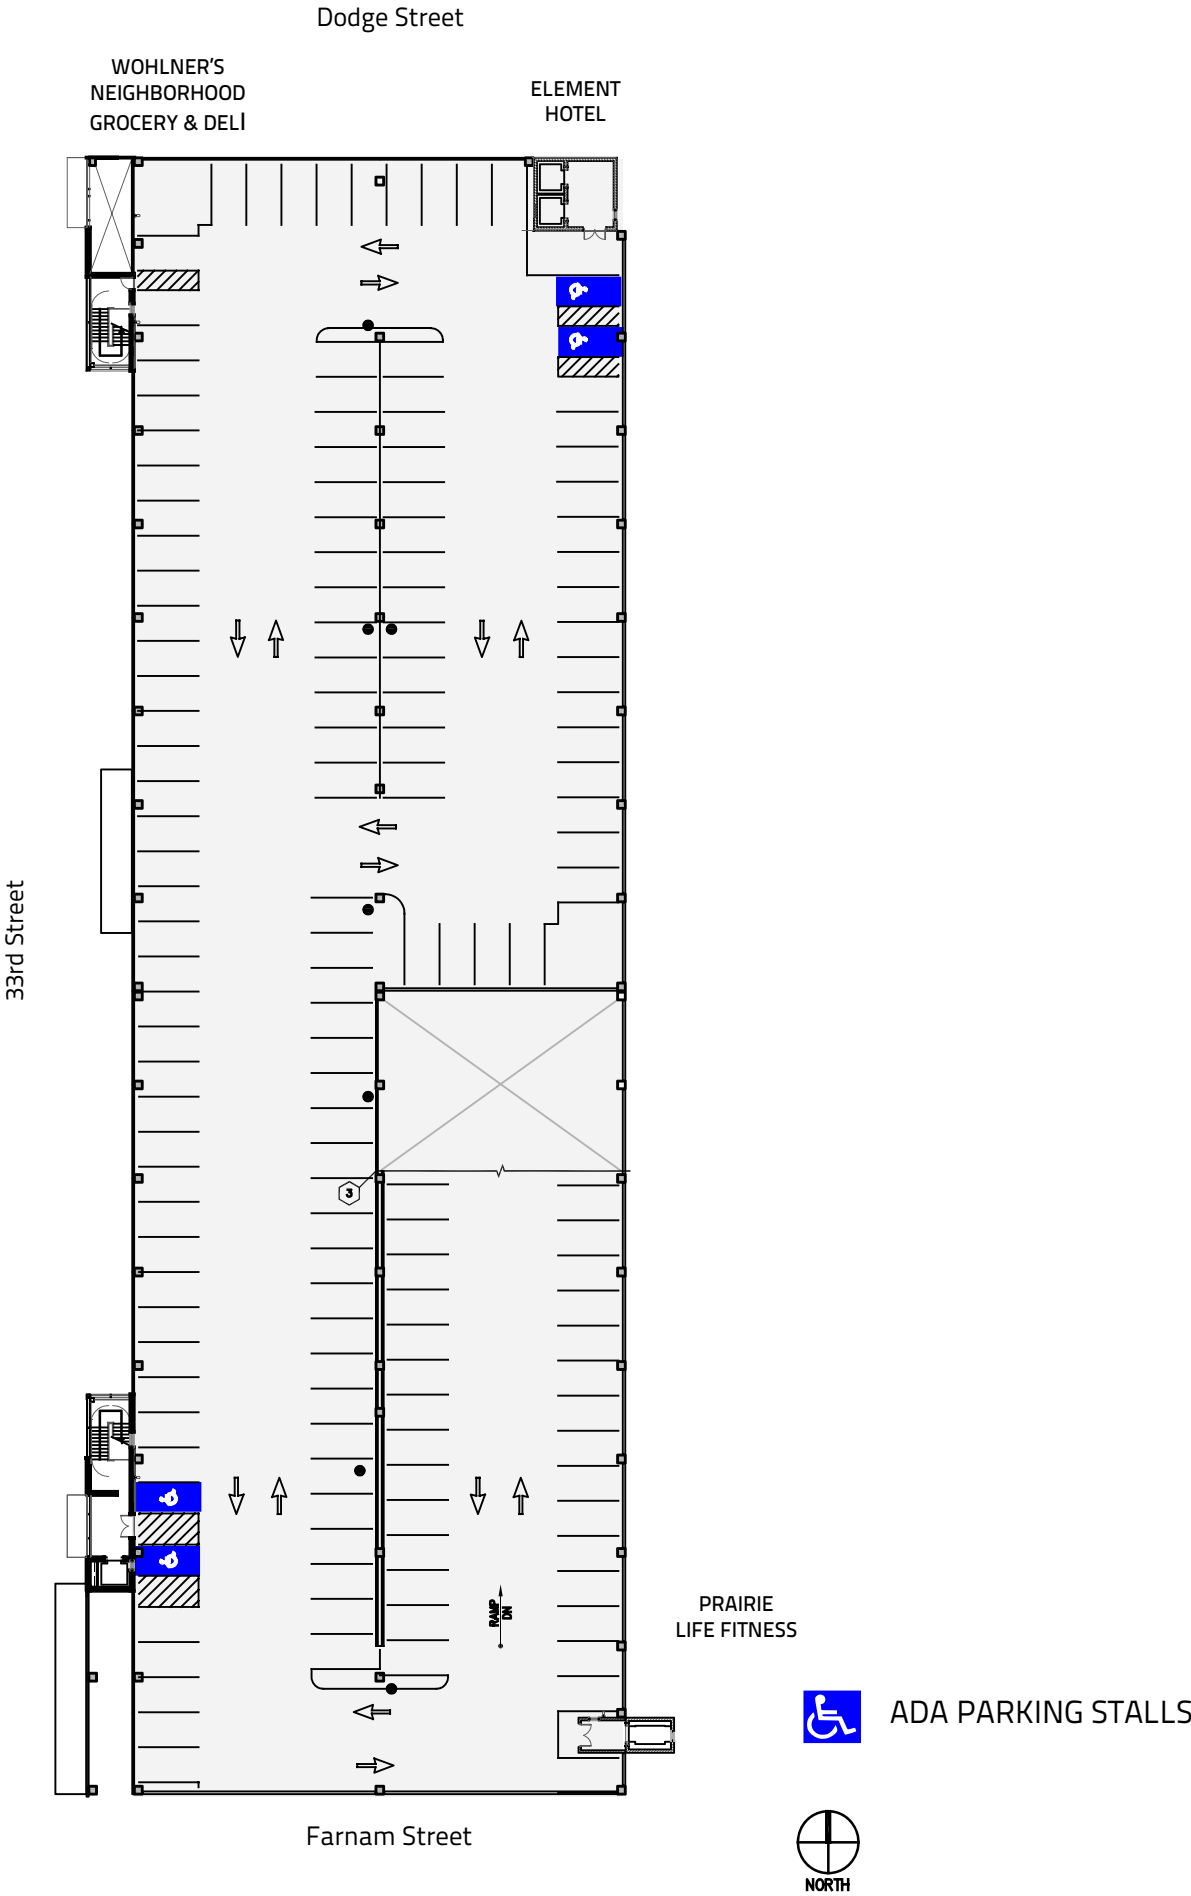 Dodge Street
WOHLNER'S
NEIGHBORHOOD
GROCERY & DELI
ELEMENT
HOTEL
33rd Street
3
RAMP
DN
PRAIRIE
LIFE FITNESS
ADA PARKING STALLS
Farnam Street
NORTH